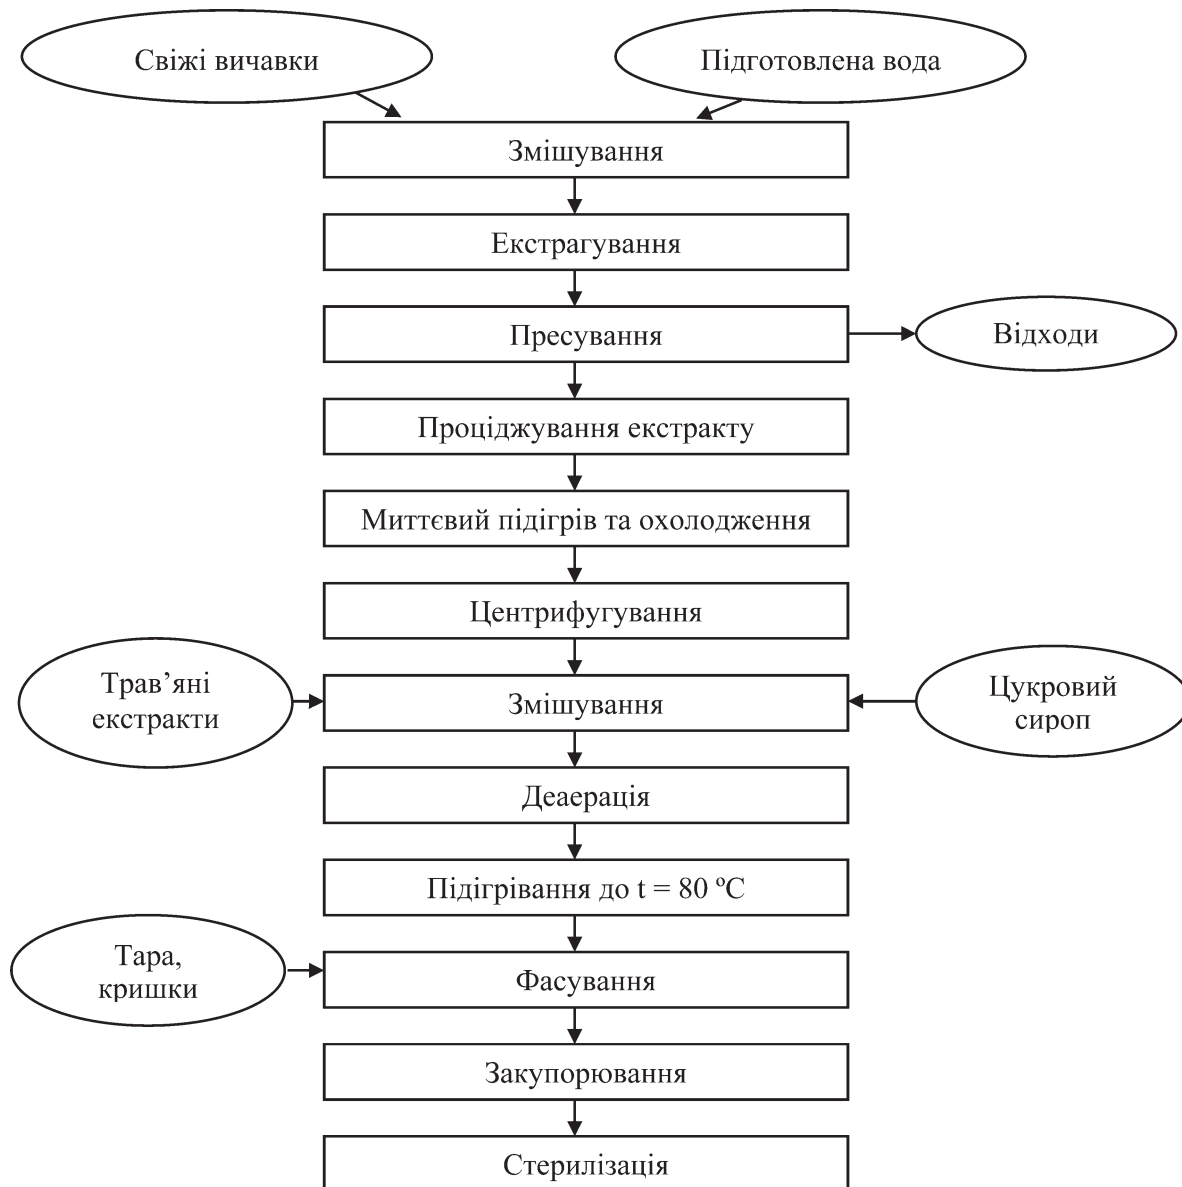 Свіжі вичавки
Підготовлена вода
Змішування
Екстрагування
Пресування
Відходи
Проціджування екстракту
Миттєвий підігрів та охолодження
Центрифугування
Трав’яні
екстракти
Змішування
Цукровий
сироп
Деаерація
Підігрівання до t = 80 ºС
Тара,
кришки
Фасування
Закупорювання
Стерилізація